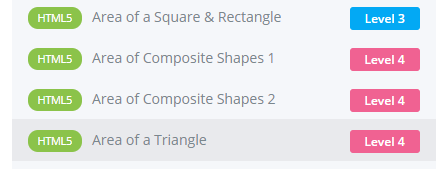 HTML5 Area of a Square & Rectangle Level 3
HTML5 Area of Composite Shapes 1 Level 4
HTML5 Area of Composite Shapes 2 Level 4
HTML5 Area of a Triangle Level 4